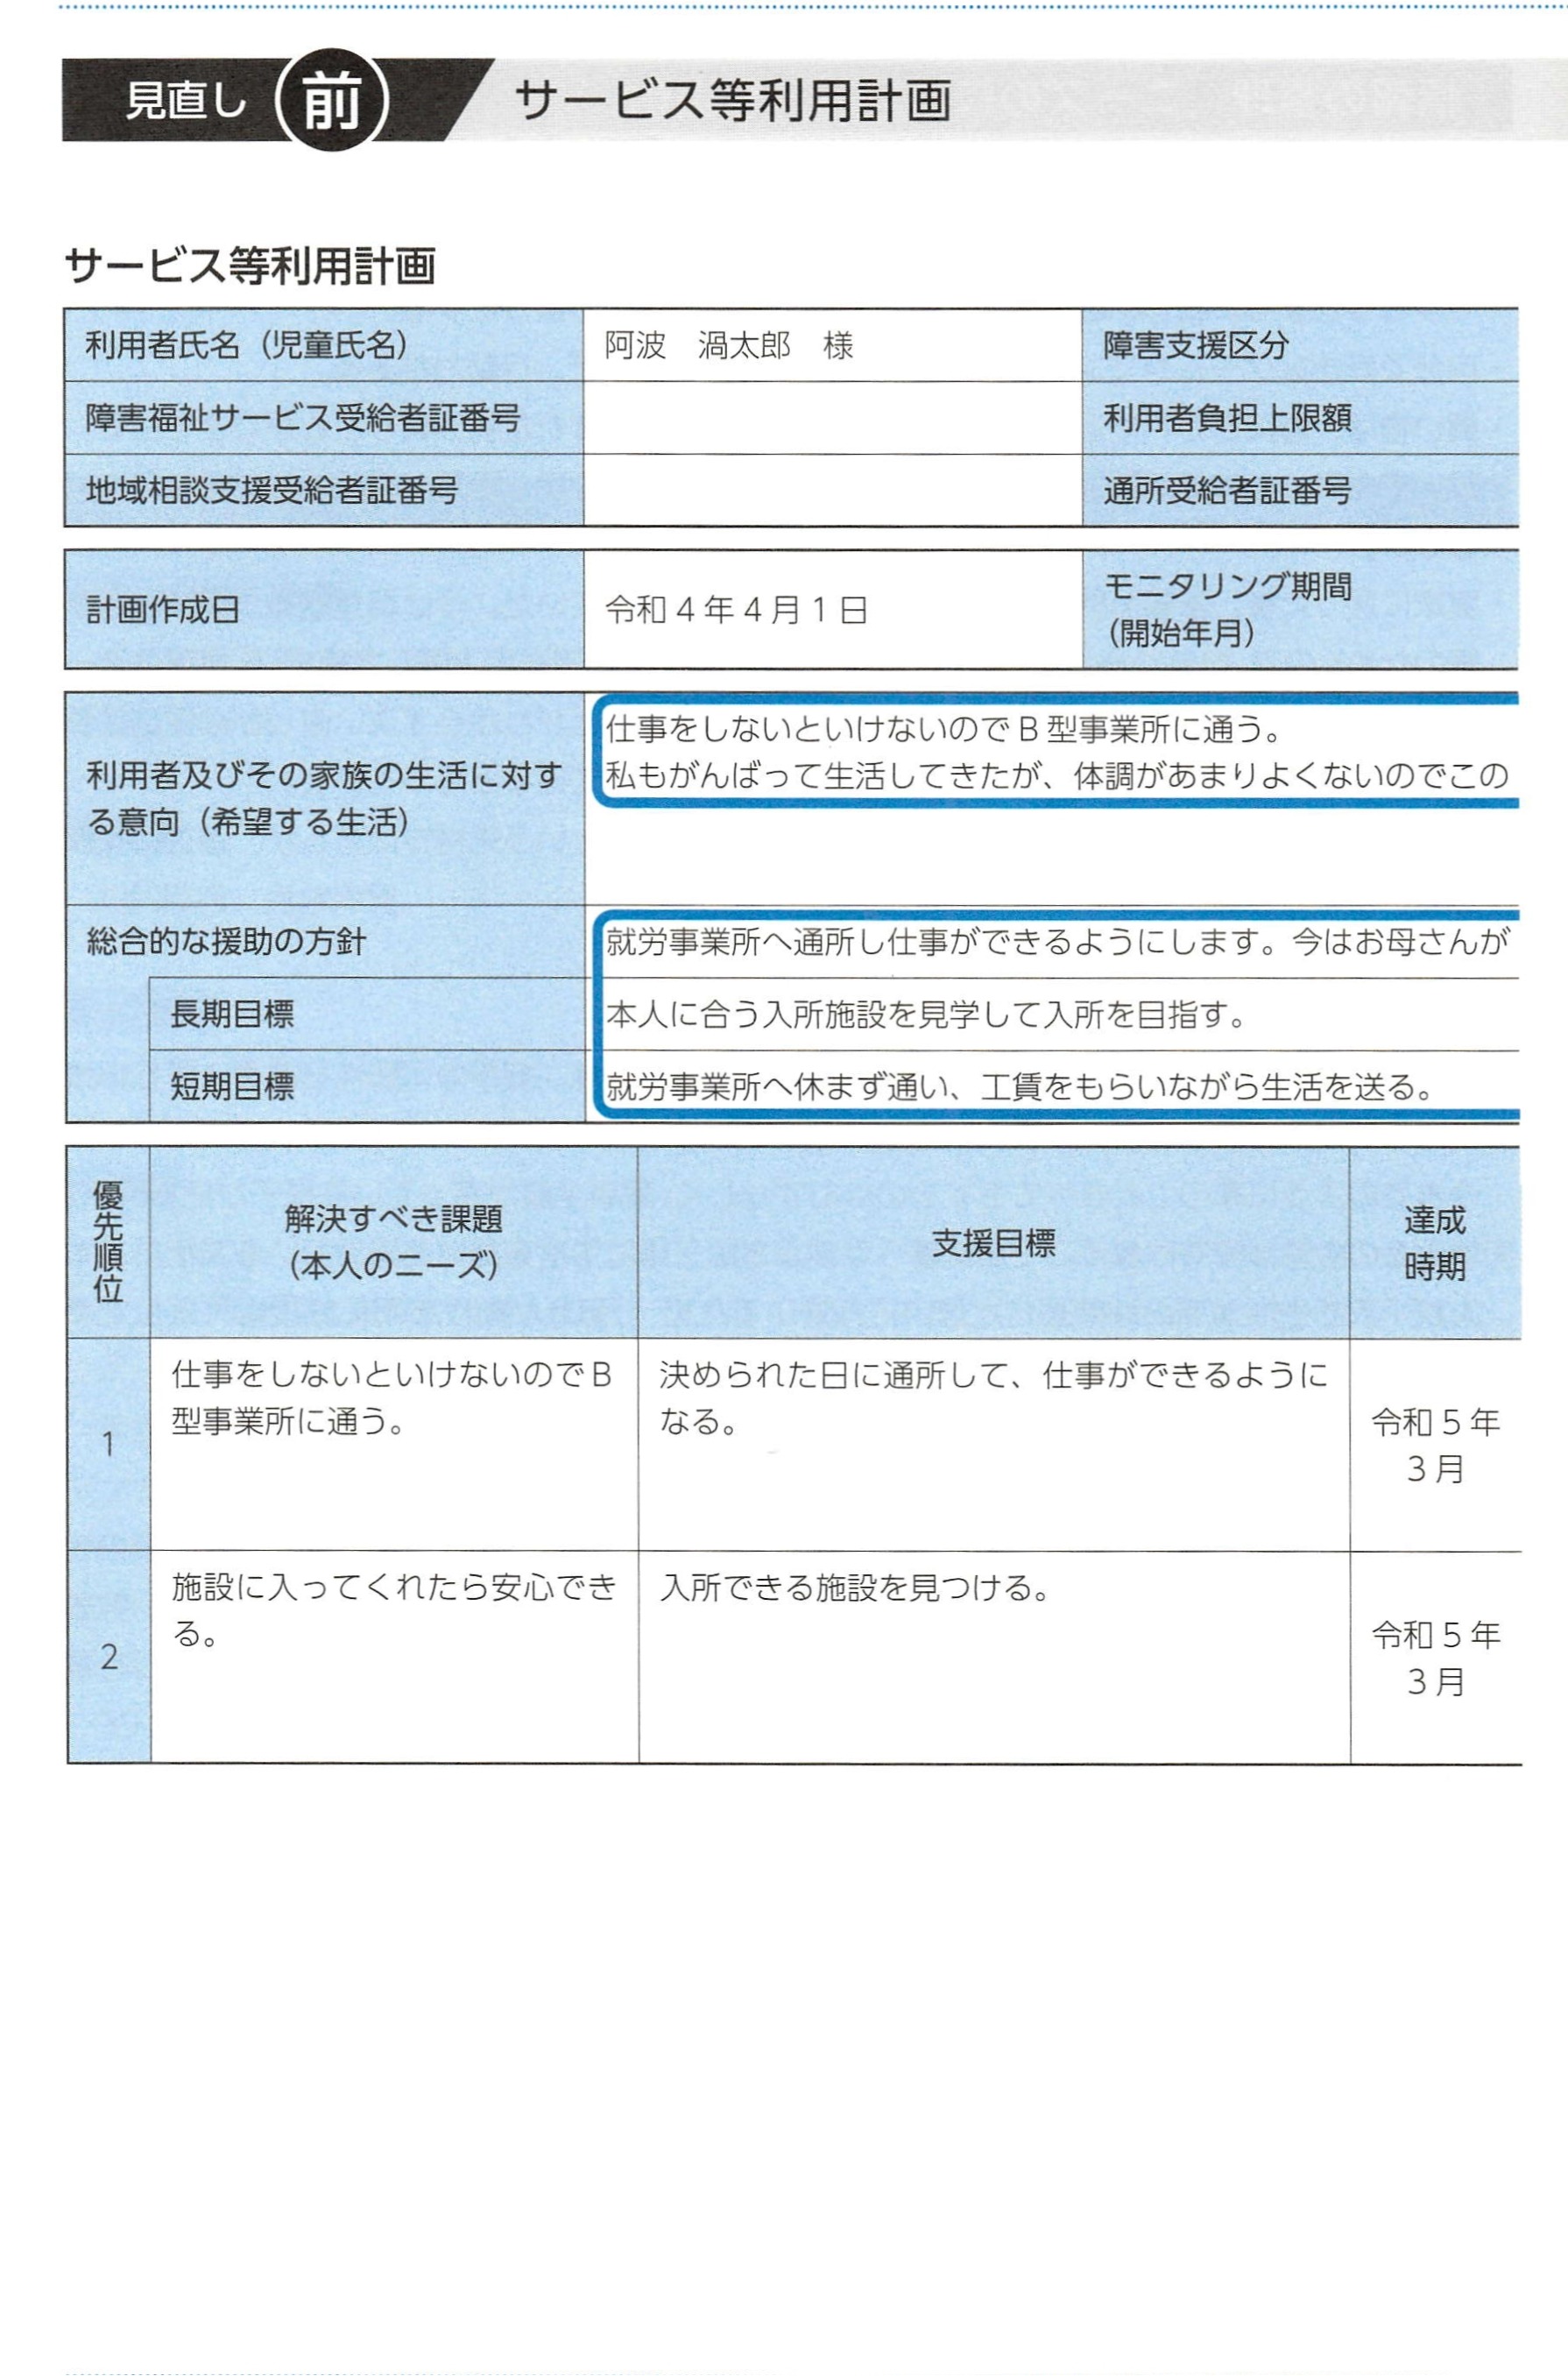 見直し 前 サービス等利用計画
サービス等利用計画
利用者氏名（児童氏名） 阿波　渦太郎　様 障害支援区分
障害福祉サービス受給者証番号 利用者負担上限額
地域相談支援受給者証番号 通所受給者証番号
計画作成日 令和４年４月１日 モニタリング期間
（開始年月）
利用者及びその家族の生活に対す
る意向（希望する生活）
仕事をしないといけないのでＢ型事業所に通う。
私もがんばって生活してきたが、体調があまりよくないのでこの
総合的な援助の方針 就労事業所へ通所し仕事ができるようにします。今はお母さんが
長期目標 本人に合う入所施設を見学して入所を目指す。
短期目標 就労事業所へ休まず通い、工賃をもらいながら生活を送る。
優先順位
解決すべき課題
（本人のニーズ）
支援目標
達成
時期
1
仕事をしないといけないのでＢ
型事業所に通う。
決められた日に通所して、仕事ができるように
なる。
令和５年
３月
2
施設に入ってくれたら安心でき
る。
入所できる施設を見つける。
令和５年
３月